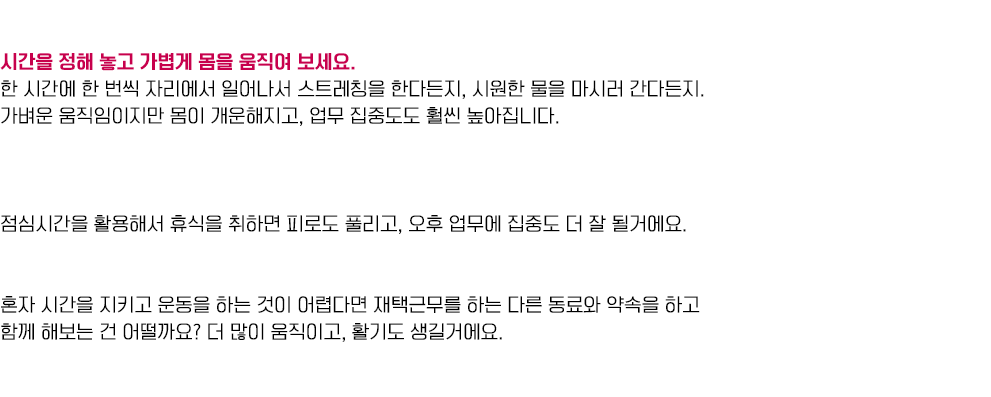 시간을 정해 놓고 가볍게 몸을 움직여 보세요.
한 시간에 한 번씩 자리에서 일어나서 스트레칭을 한다든지, 시원한 물을 마시러 간다든지.
가벼운 움직임이지만 몸이 개운해지고, 업무 집중도도 훨씬 높아집니다.
점심시간을 활용해서 휴식을 취하면 피로도 풀리고, 오후 업무에 집중도 더 잘 될거에요.
혼자 시간을 지키고 운동을 하는 것이 어렵다면 재택근무를 하는 다른 동료와 약속을 하고
함께 해보는 건 어떨까요? 더 많이 움직이고, 활기도 생길거에요.